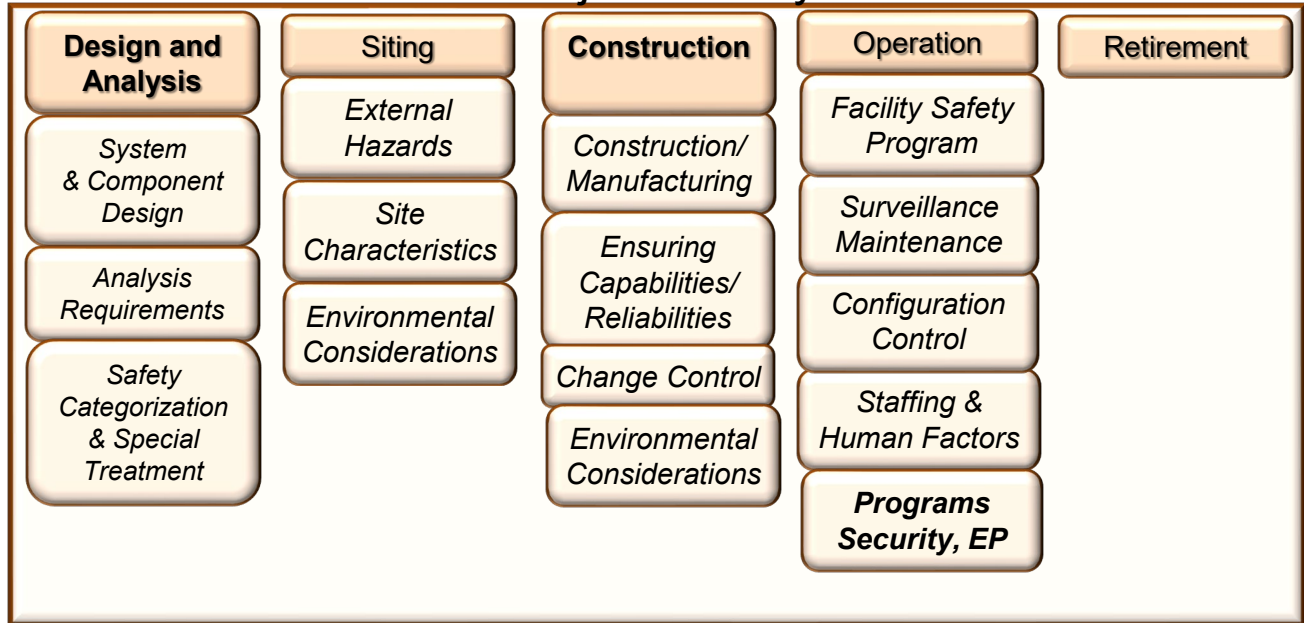 Design and
Analysis
System
& Component
Design
Analysis
Requirements
Safety
Categorization
& Special
Treatment
Siting
External
Hazards
Site
Characteristics
Environmental
Considerations
Construction
Construction/
Manufacturing
Ensuring
Capabilities/
Reliabilities
Change Control
Environmental
Considerations
Operation
Facility Safety
Program
Surveillance
Maintenance
Configuration
Control
Staffing &
Human Factors
Programs
Security, EP
Retirement